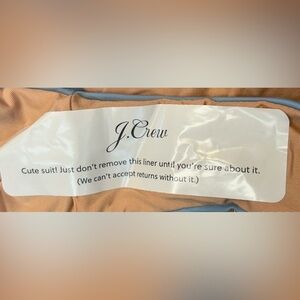 J.Crew
Cute suit! Just don't remove this liner until you're sure about it.
(We can't accept returns without it.)